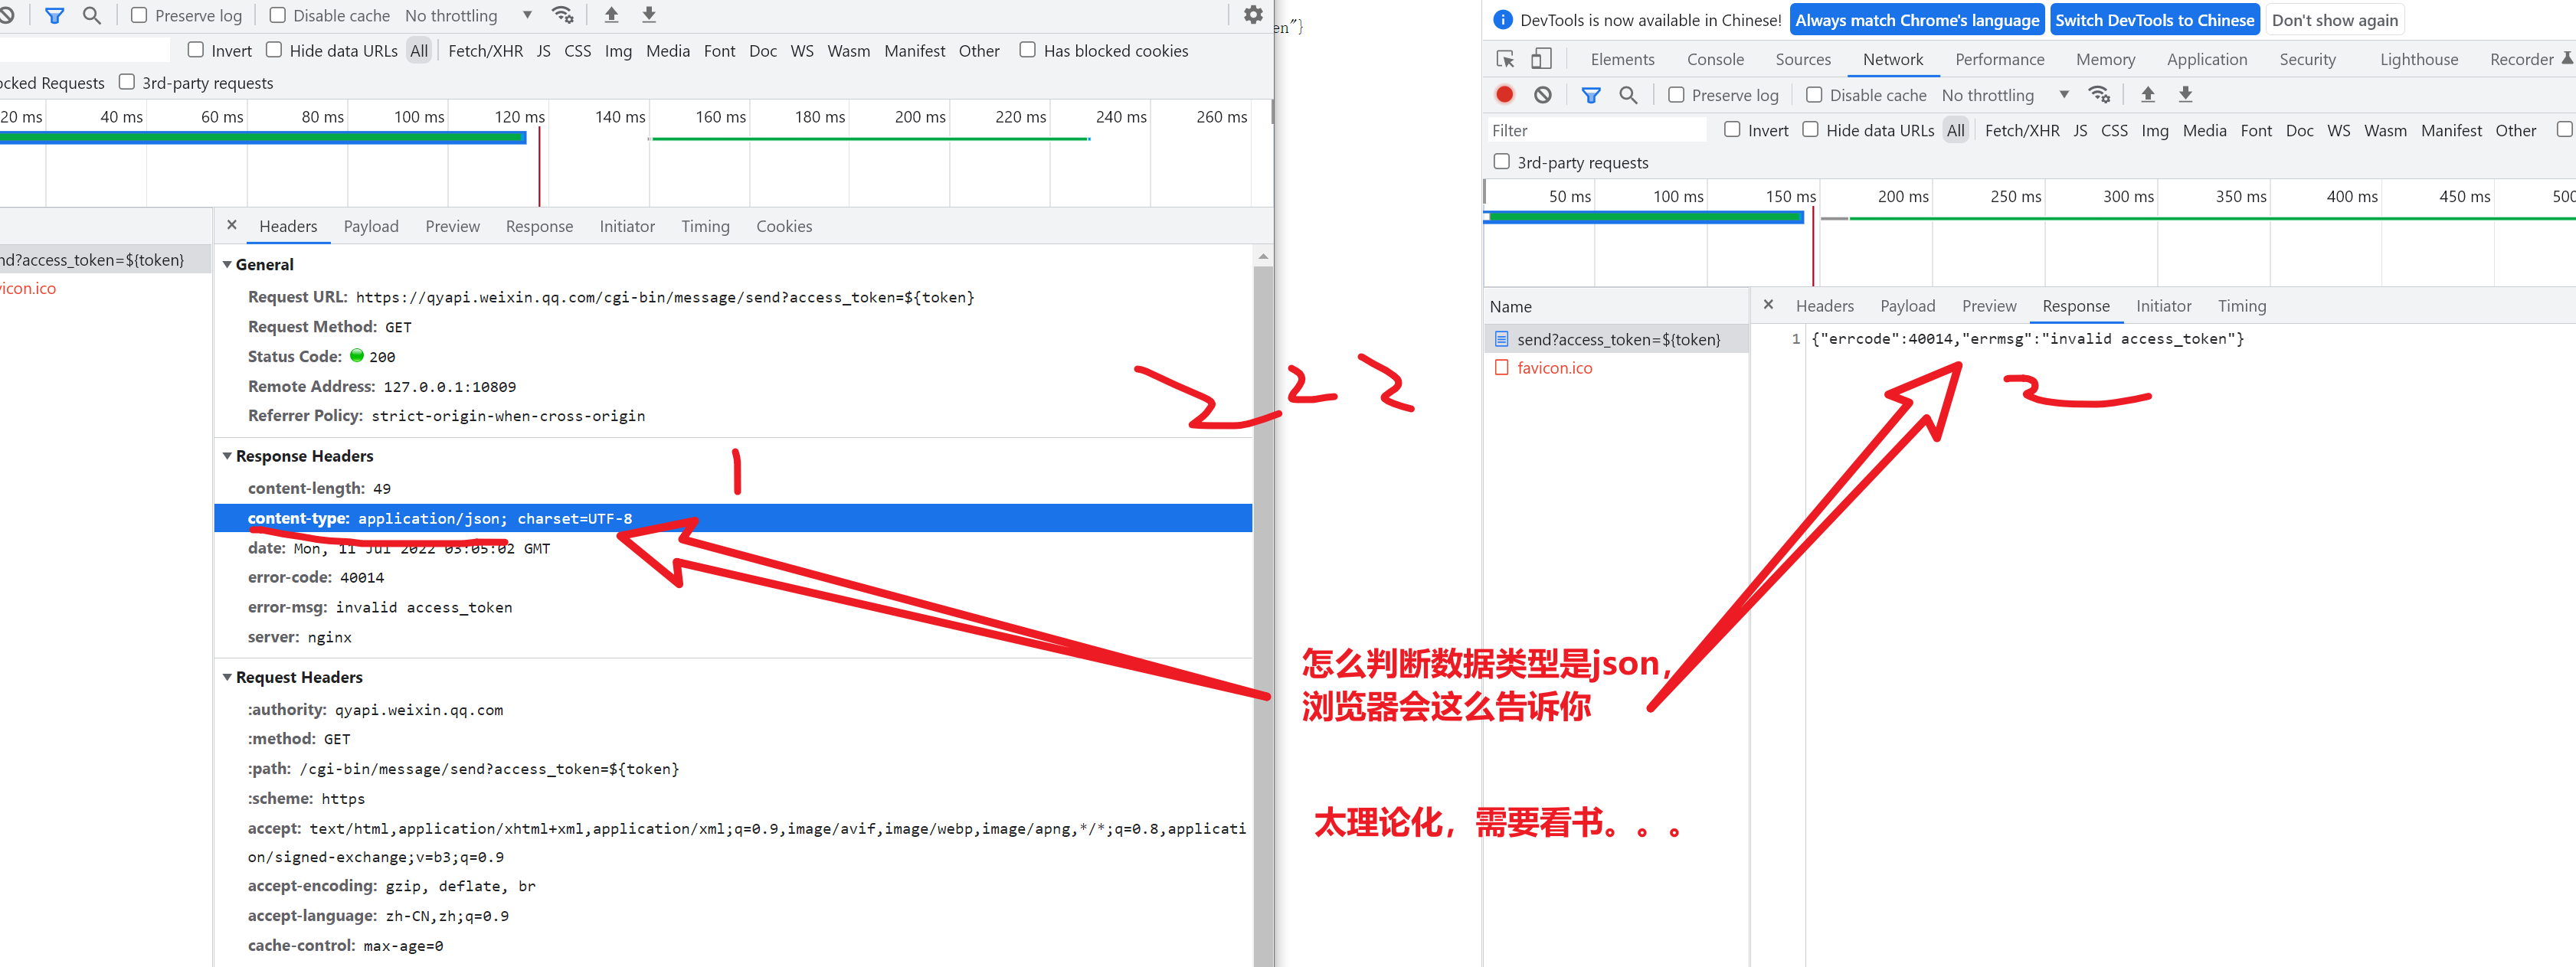 Preserve log Disable cache No throttling
Invert Hide data URLs All Fetch/XHR JS CSS Img Media Font Doc WS Wasm Manifest Other Has blocked cookies
ocked Requests 3rd-party requests
20 ms 40 ms 60 ms 80 ms 100 ms 120 ms 140 ms 160 ms 180 ms 200 ms 220 ms 240 ms 260 ms
Headers Payload Preview Response Initiator Timing Cookies
nd?access_token=${token}
vicon.ico
General
Request URL: https://qyapi.weixin.qq.com/cgi-bin/message/send?access_token=${token}
Request Method: GET
Status Code: 200
Remote Address: 127.0.0.1:10809
Referrer Policy: strict-origin-when-cross-origin
Response Headers
content-length: 49
content-type: application/json; charset=UTF-8
date: Mon, 11 Jul 2022 03:05:02 GMT
error-code: 40014
error-msg: invalid access_token
server: nginx
Request Headers
:authority: qyapi.weixin.qq.com
:method: GET
:path: /cgi-bin/message/send?access_token=${token}
:scheme: https
accept: text/html,application/xhtml+xml,application/xml;q=0.9,image/avif,image/webp,image/apng,*/*;q=0.8,applicati
on/signed-exchange;v=b3;q=0.9
accept-encoding: gzip, deflate, br
accept-language: zh-CN,zh;q=0.9
cache-control: max-age=0
en"}
1
2 2 2
怎么判断数据类型是json，
浏览器会这么告诉你
太理论化，需要看书。。。
DevTools is now available in Chinese! Always match Chrome's language Switch DevTools to Chinese Don't show again
Elements Console Sources Network Performance Memory Application Security Lighthouse Recorder
Preserve log Disable cache No throttling
Filter Invert Hide data URLs All Fetch/XHR JS CSS Img Media Font Doc WS Wasm Manifest Other
3rd-party requests
50 ms 100 ms 150 ms 200 ms 250 ms 300 ms 350 ms 400 ms 450 ms 500
Name
send?access_token=${token}
favicon.ico
Headers Payload Preview Response Initiator Timing
1 {"errcode":40014,"errmsg":"invalid access_token"}
2